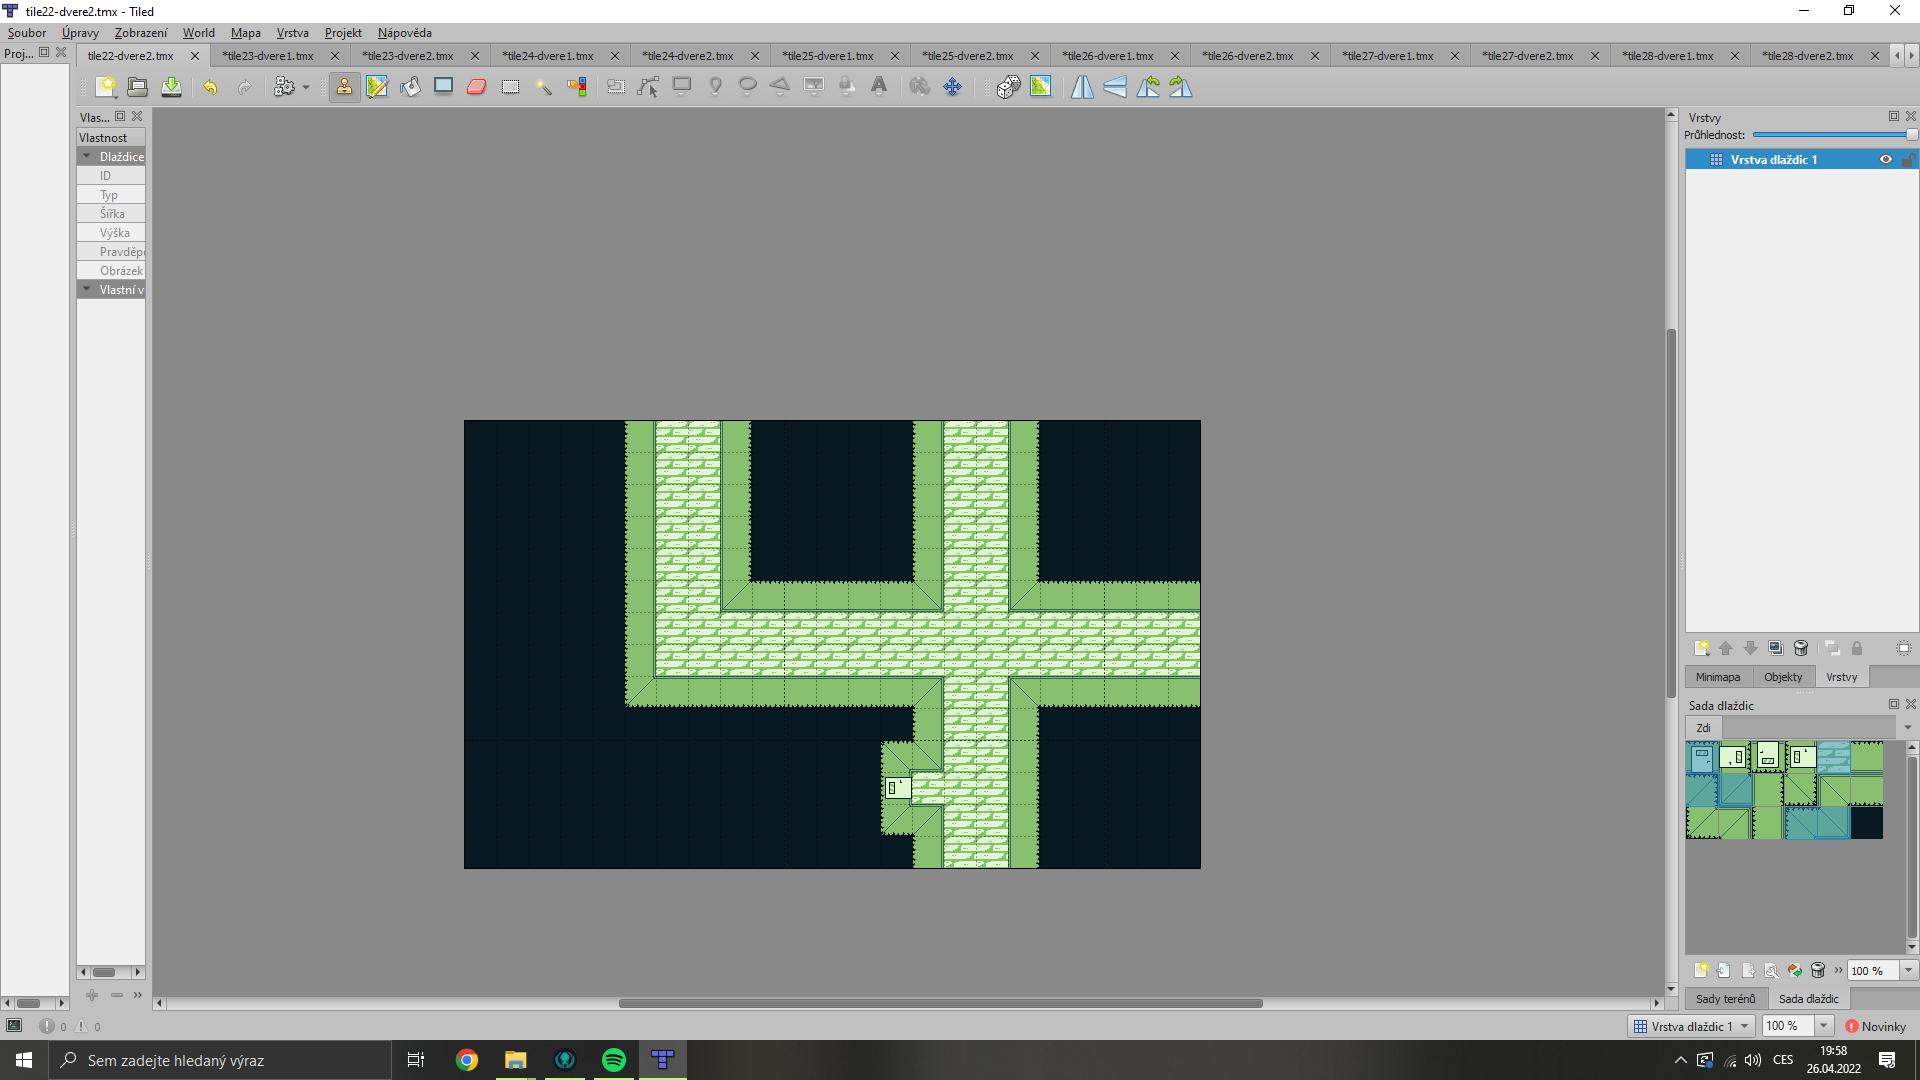 tile22-dvere2.tmx - Tiled
Soubor Úpravy Zobrazení World Mapa Vrstva Projekt Nápověda
Proj... tile22-dvere2.tmx *tile23-dvere1.tmx *tile23-dvere2.tmx *tile24-dvere1.tmx *tile24-dvere2.tmx *tile25-dvere1.tmx *tile25-dvere2.tmx *tile26-dvere1.tmx *tile26-dvere2.tmx *tile27-dvere1.tmx *tile27-dvere2.tmx *tile28-dvere1.tmx *tile28-dvere2.tmx
Vlas...
Vlastnost
Dlaždice
ID
Typ
Šířka
Výška
Pravděpo
Obrázek
Vlastní v
Vrstvy
Průhlednost:
Vrstva dlaždic 1
Minimapa Objekty Vrstvy
Sada dlaždic
Zdi
100 %
Sady terénů Sada dlaždic
0 0
Vrstva dlaždic 1 100 % Novinky
Sem zadejte hledaný výraz
CES
19:58
26.04.2022